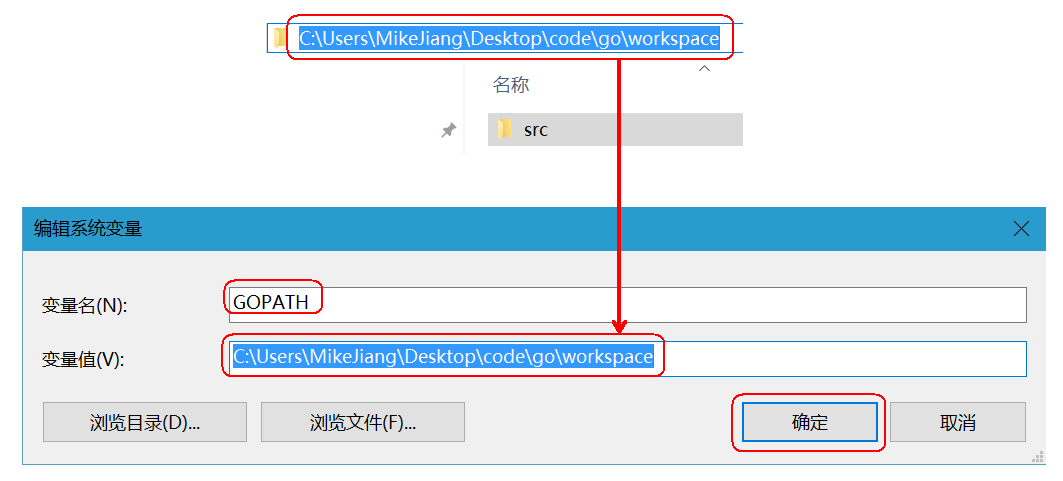 C:\Users\MikeJiang\Desktop\code\go\workspace
名称
src
编辑系统变量
变量名(N):
GOPATH
变量值(V):
C:\Users\MikeJiang\Desktop\code\go\workspace
浏览目录(D)...
浏览文件(F)...
确定
取消